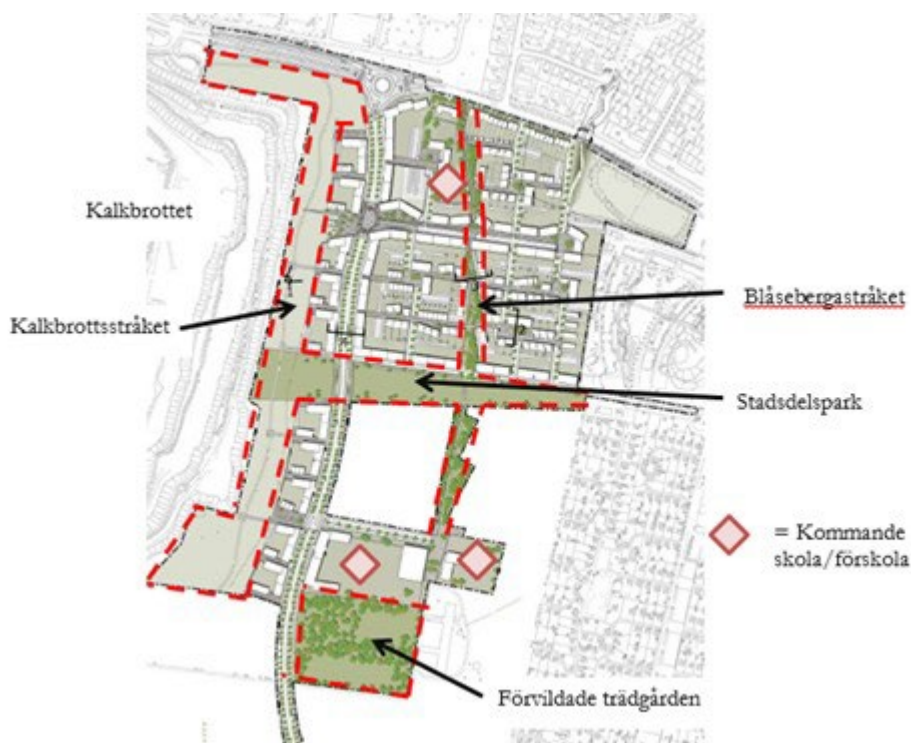 Kalkbrottet
Kalkbrottsstråket
Blåsebergastråket
Stadsdelspark
= Kommande
skola/förskola
Förvildade trädgården